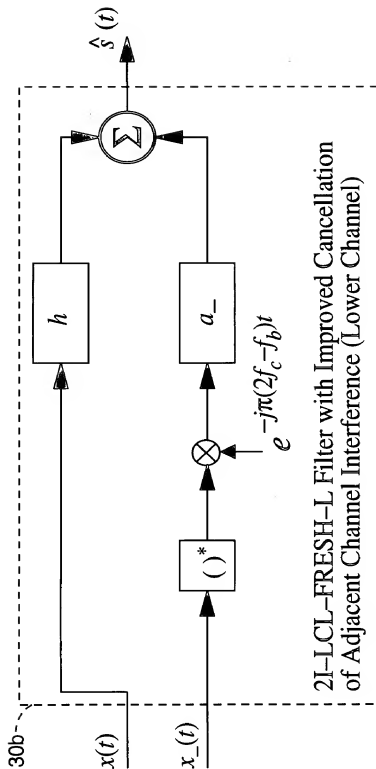 30b
x(t)
h
Σ
ŝ (t)
x_(t)
( )*
a_
e^{-jπ(2f_c-f_b)t}
2I–LCL–FRESH–L Filter with Improved Cancellation
of Adjacent Channel Interference (Lower Channel)